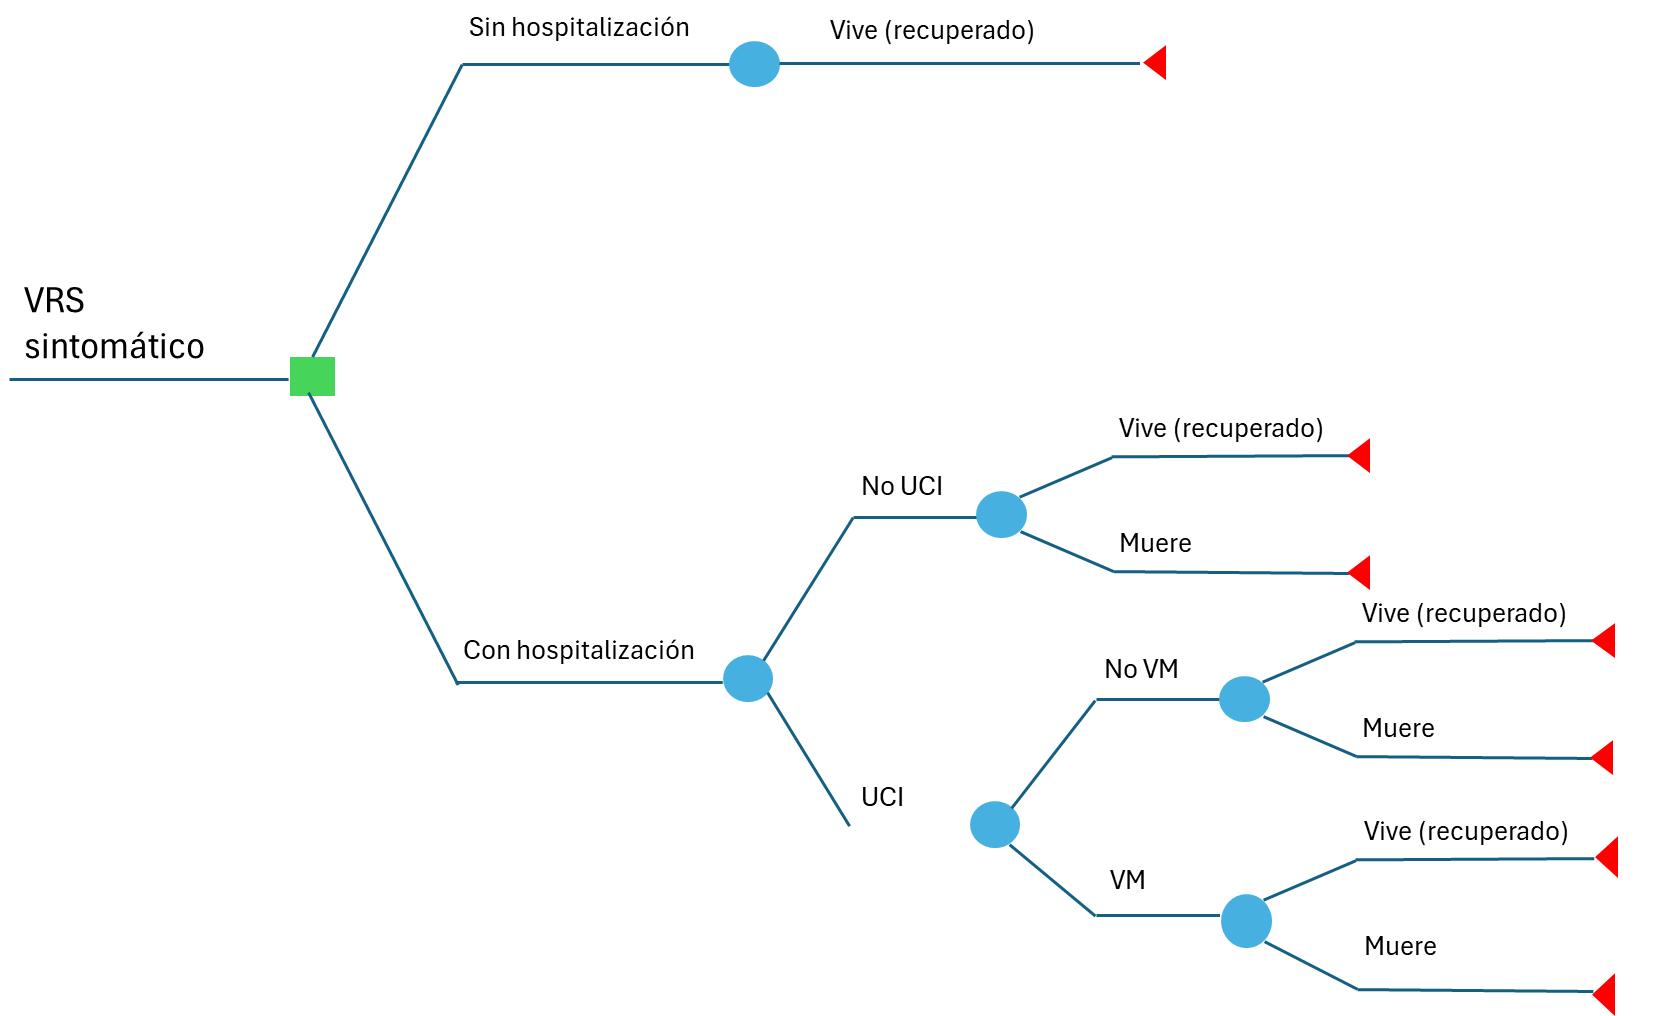 Sin hospitalización
Vive (recuperado)
VRS
sintomático
Vive (recuperado)
No UCI
Muere
Vive (recuperado)
Con hospitalización
No VM
Muere
UCI
Vive (recuperado)
VM
Muere